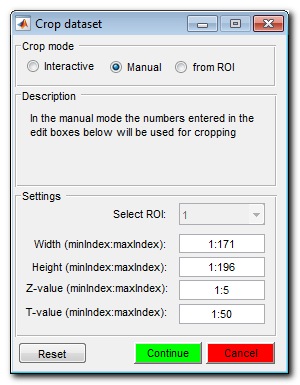 Crop dataset
Crop mode
Interactive Manual from ROI
Description
In the manual mode the numbers entered in the
edit boxes below will be used for cropping
Settings
Select ROI: 1
Width (minIndex:maxIndex): 1:171
Height (minIndex:maxIndex): 1:196
Z-value (minIndex:maxIndex): 1:5
T-value (minIndex:maxIndex): 1:50
Reset Continue Cancel